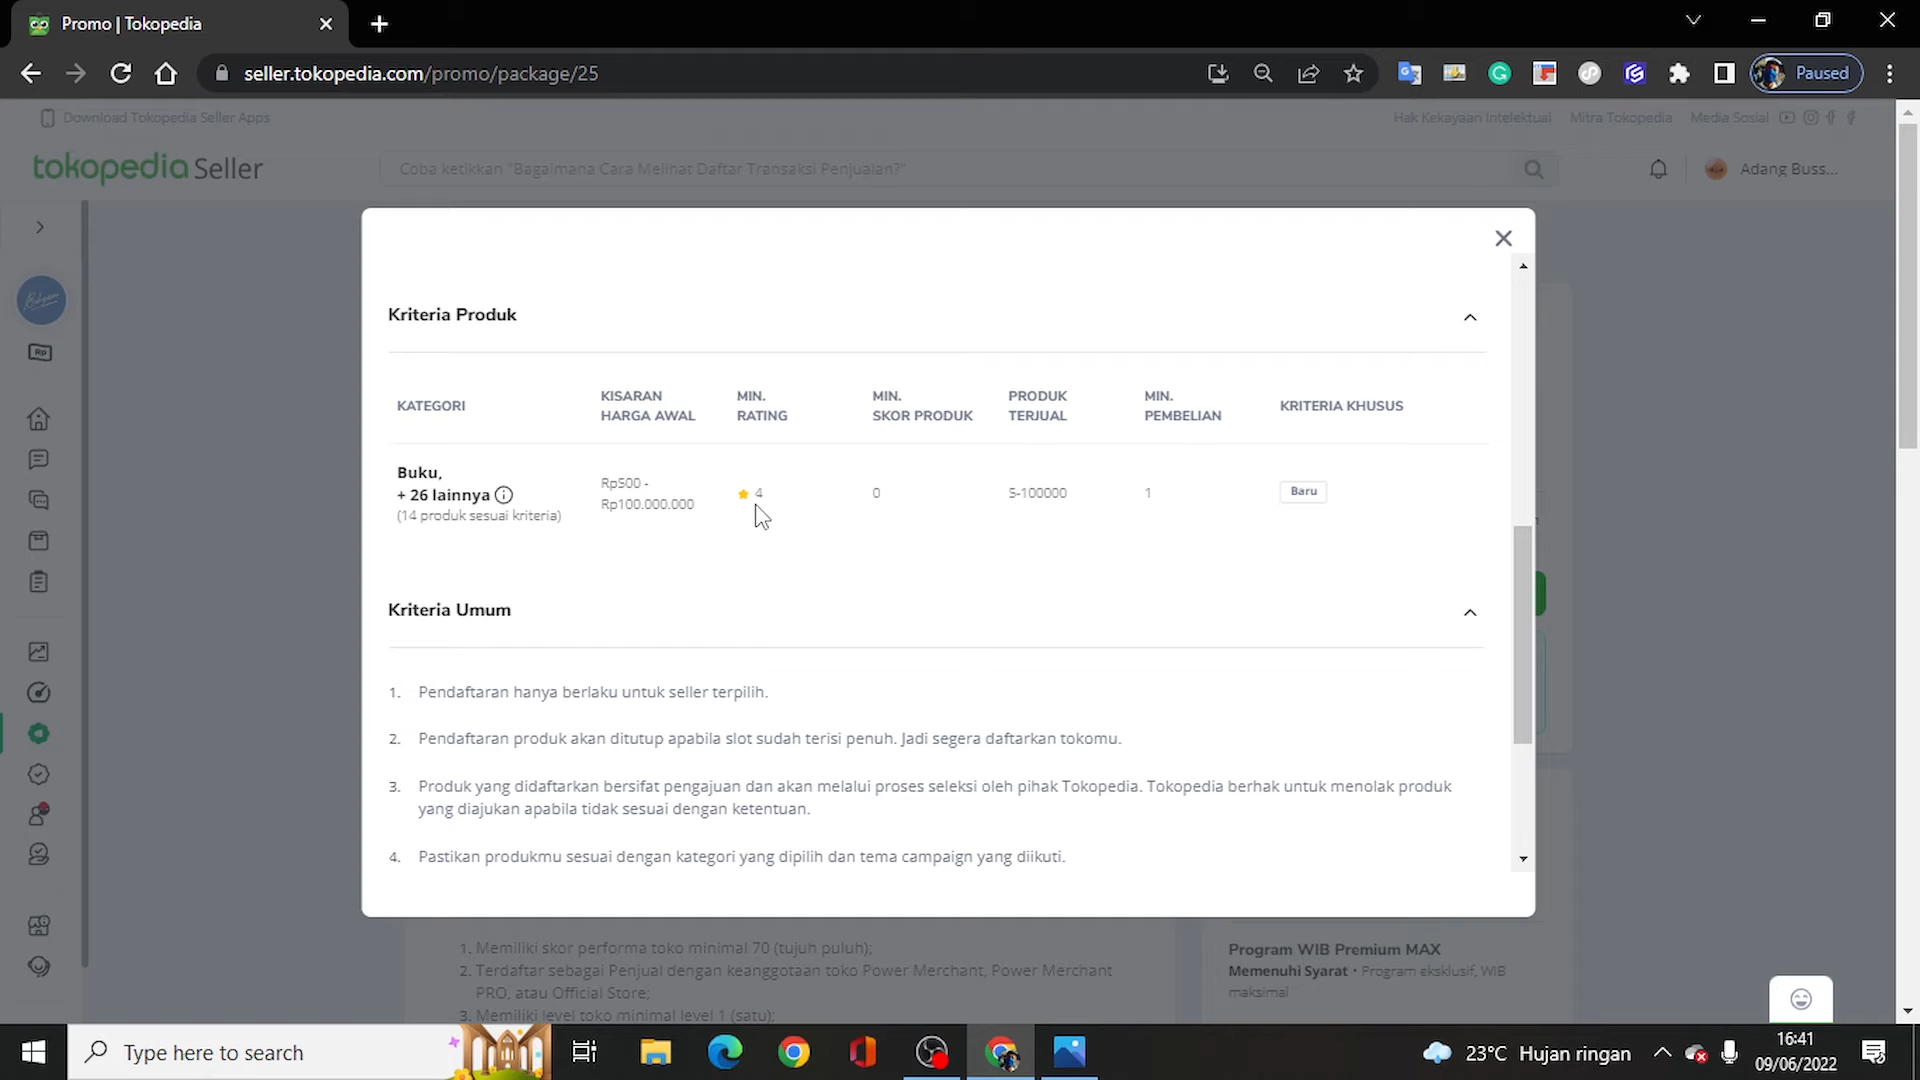 Promo | Tokopedia
seller.tokopedia.com/promo/package/25
Paused
Download Tokopedia Seller Apps
Hak Kekayaan Intelektual
Mitra Tokopedia
Media Sosial
tokopedia Seller
Coba ketikkan "Bagaimana Cara Melihat Daftar Transaksi Penjualan?"
Adang Buss...
Rp
Kriteria Produk
KATEGORI
KISARAN
HARGA AWAL
MIN.
RATING
MIN.
SKOR PRODUK
PRODUK
TERJUAL
MIN.
PEMBELIAN
KRITERIA KHUSUS
Buku,
+ 26 lainnya
(14 produk sesuai kriteria)
Rp500 -
Rp100.000.000
4
0
5-100000
1
Baru
Kriteria Umum
1. Pendaftaran hanya berlaku untuk seller terpilih.
2. Pendaftaran produk akan ditutup apabila slot sudah terisi penuh. Jadi segera daftarkan tokomu.
3. Produk yang didaftarkan bersifat pengajuan dan akan melalui proses seleksi oleh pihak Tokopedia. Tokopedia berhak untuk menolak produk
yang diajukan apabila tidak sesuai dengan ketentuan.
4. Pastikan produkmu sesuai dengan kategori yang dipilih dan tema campaign yang diikuti.
1. Memiliki skor performa toko minimal 70 (tujuh puluh);
2. Terdaftar sebagai Penjual dengan keanggotaan toko Power Merchant, Power Merchant
PRO, atau Official Store;
3. Memiliki level toko minimal level 1 (satu);
Program WIB Premium MAX
Memenuhi Syarat • Program eksklusif, WIB
maksimal
Type here to search
23°C Hujan ringan
16:41
09/06/2022